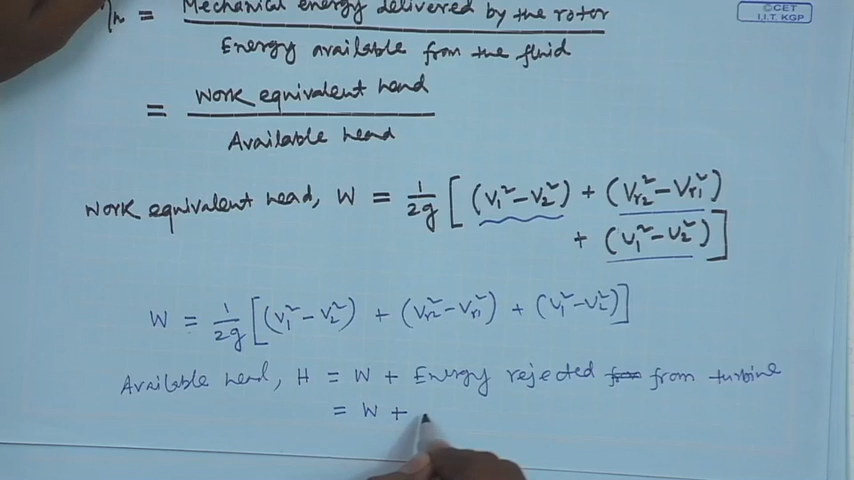 ©CET
I.I.T. KGP
ηh = Mechanical energy delivered by the rotor
Energy available from the fluid
= Work equivalent head
Available head
Work equivalent head, W = 1/2g [(V₁² – V₂²) + (Vr₂² – Vr₁²)
+ (U₁² – U₂²)]
W = 1/2g [(V₁² – V₂²) + (Vr₂² – Vr₁²) + (U₁² – U₂²)]
Available head, H = W + Energy rejected from turbine
= W +